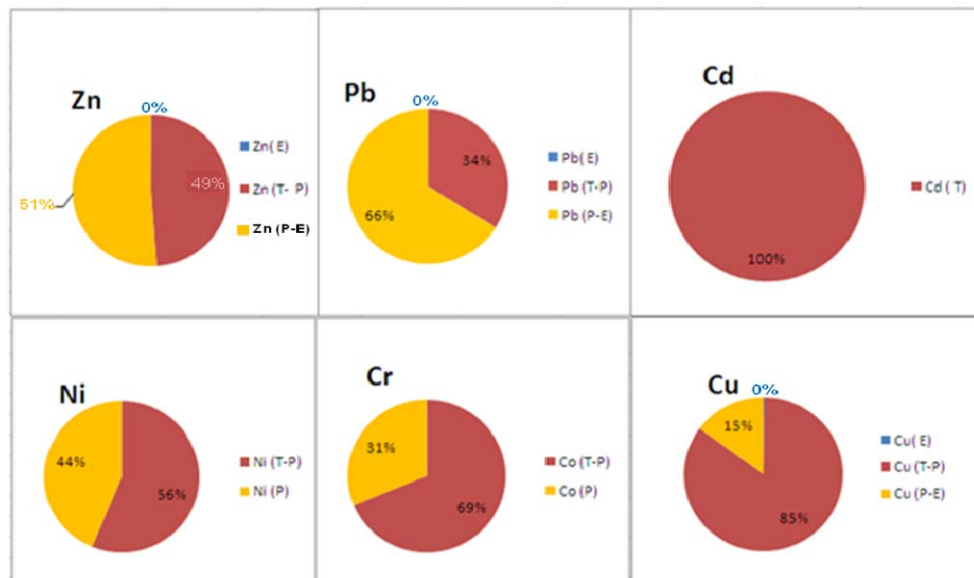 Zn
0%
49%
51%
Zn( E)
Zn (T- P)
Zn (P-E)
Pb
0%
34%
66%
Pb( E)
Pb (T-P)
Pb (P-E)
Cd
100%
Cd ( T)
Ni
44%
56%
Ni (T-P)
Ni (P)
Cr
31%
69%
Co (T-P)
Co (P)
Cu
0%
15%
85%
Cu( E)
Cu (T-P)
Cu (P-E)